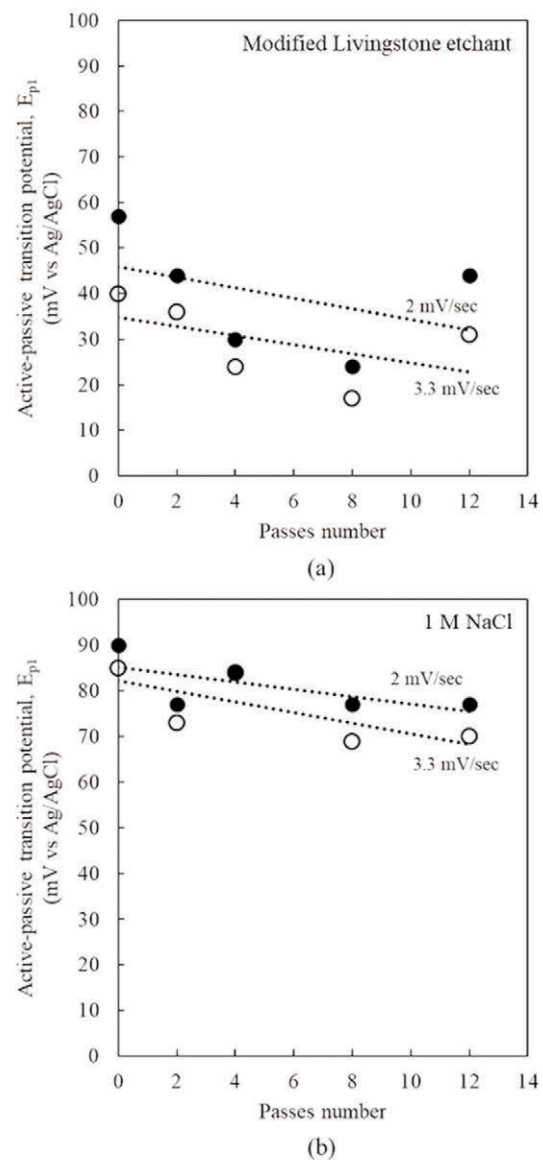 Modified Livingstone etchant
Active-passive transition potential, E_p1
(mV vs Ag/AgCl)
100
90
80
70
60
50
40
30
20
10
0
2 mV/sec
3.3 mV/sec
0 2 4 6 8 10 12 14
Passes number
(a)
1 M NaCl
Active-passive transition potential, E_p1
(mV vs Ag/AgCl)
100
90
80
70
60
50
40
30
20
10
0
2 mV/sec
3.3 mV/sec
0 2 4 6 8 10 12 14
Passes number
(b)